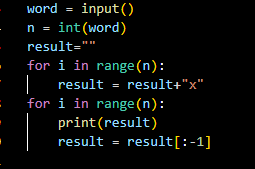 word = input()
n = int(word)
result=""
for i in range(n):
    result = result+"x"
for i in range(n):
    print(result)
    result = result[:-1]